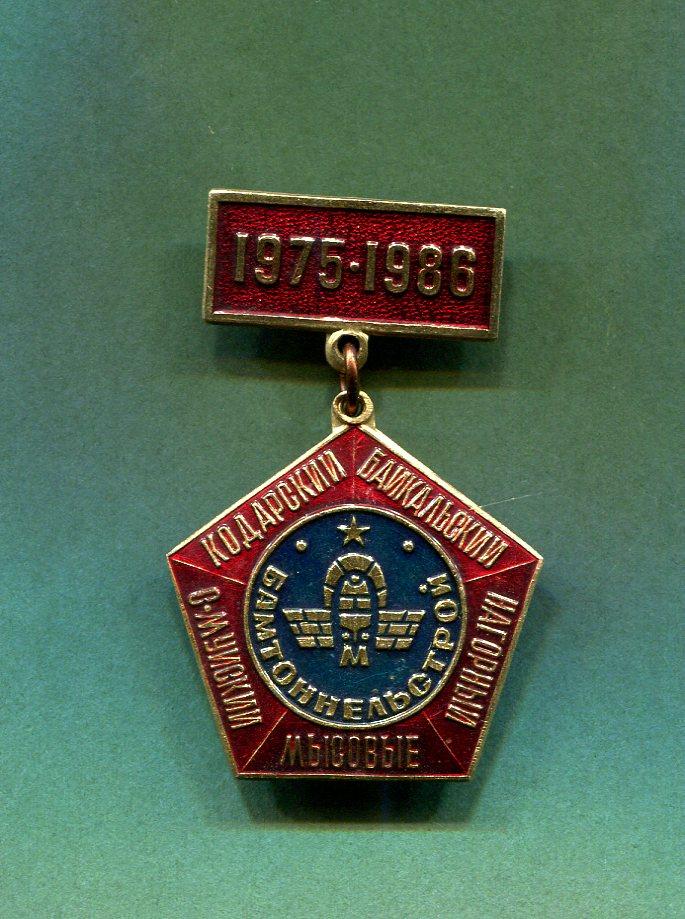 1975·1986
КОДАРСКИЙ
БАЙКАЛЬСКИЙ
НАГОРНЫЙ
МЫСОВЫЕ
С-МУЙСКИЙ
БАМТОННЕЛЬСТРОЙ
М